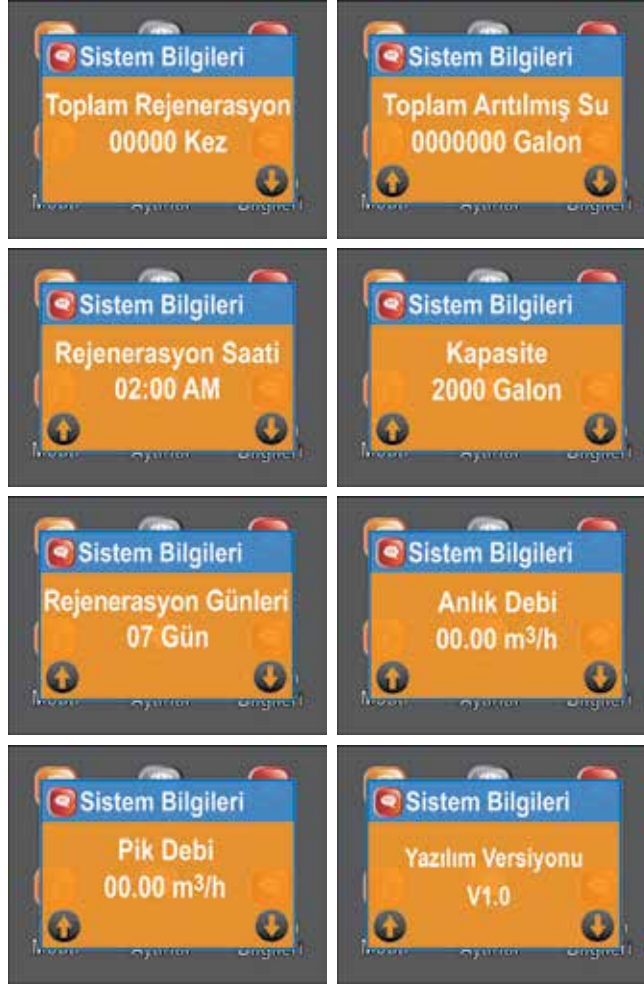 Sistem Bilgileri
Toplam Rejenerasyon
00000 Kez
Sistem Bilgileri
Toplam Arıtılmış Su
0000000 Galon
Sistem Bilgileri
Rejenerasyon Saati
02:00 AM
Sistem Bilgileri
Kapasite
2000 Galon
Sistem Bilgileri
Rejenerasyon Günleri
07 Gün
Sistem Bilgileri
Anlık Debi
00.00 m³/h
Sistem Bilgileri
Pik Debi
00.00 m³/h
Sistem Bilgileri
Yazılım Versiyonu
V1.0